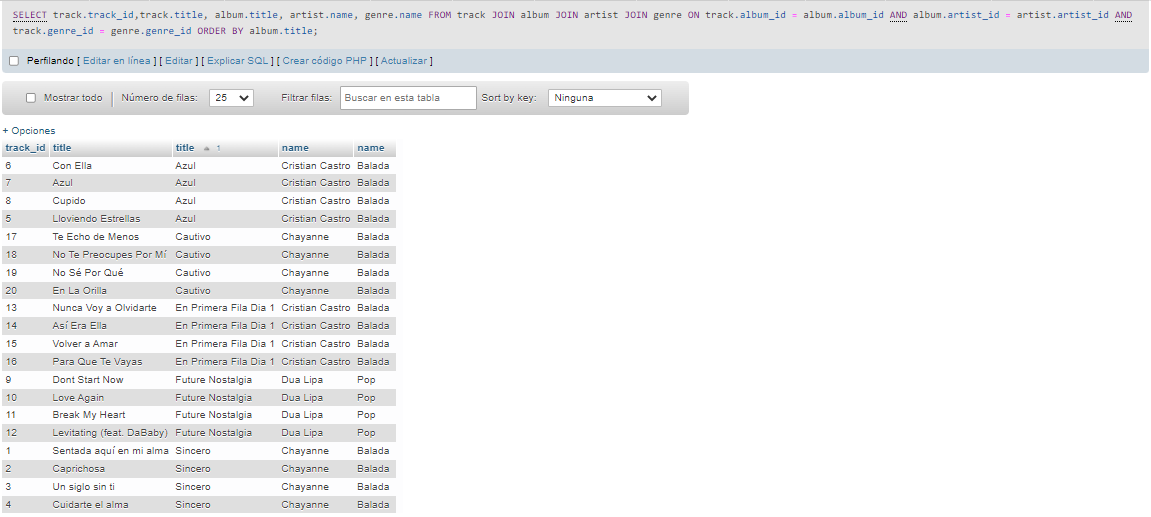 SELECT track.track_id,track.title, album.title, artist.name, genre.name FROM track JOIN album JOIN artist JOIN genre ON track.album_id = album.album_id AND album.artist_id = artist.artist_id AND
track.genre_id = genre.genre_id ORDER BY album.title;
Perfilando [ Editar en línea ] [ Editar ] [ Explicar SQL ] [ Crear código PHP ] [ Actualizar ]
Mostrar todo | Número de filas: 25 Filtrar filas: Buscar en esta tabla Sort by key: Ninguna
+ Opciones
track_id title title 1 name name
6 Con Ella Azul Cristian Castro Balada
7 Azul Azul Cristian Castro Balada
8 Cupido Azul Cristian Castro Balada
5 Lloviendo Estrellas Azul Cristian Castro Balada
17 Te Echo de Menos Cautivo Chayanne Balada
18 No Te Preocupes Por Mí Cautivo Chayanne Balada
19 No Sé Por Qué Cautivo Chayanne Balada
20 En La Orilla Cautivo Chayanne Balada
13 Nunca Voy a Olvidarte En Primera Fila Dia 1 Cristian Castro Balada
14 Así Era Ella En Primera Fila Dia 1 Cristian Castro Balada
15 Volver a Amar En Primera Fila Dia 1 Cristian Castro Balada
16 Para Que Te Vayas En Primera Fila Dia 1 Cristian Castro Balada
9 Dont Start Now Future Nostalgia Dua Lipa Pop
10 Love Again Future Nostalgia Dua Lipa Pop
11 Break My Heart Future Nostalgia Dua Lipa Pop
12 Levitating (feat. DaBaby) Future Nostalgia Dua Lipa Pop
1 Sentada aquí en mi alma Sincero Chayanne Balada
2 Caprichosa Sincero Chayanne Balada
3 Un siglo sin ti Sincero Chayanne Balada
4 Cuidarte el alma Sincero Chayanne Balada